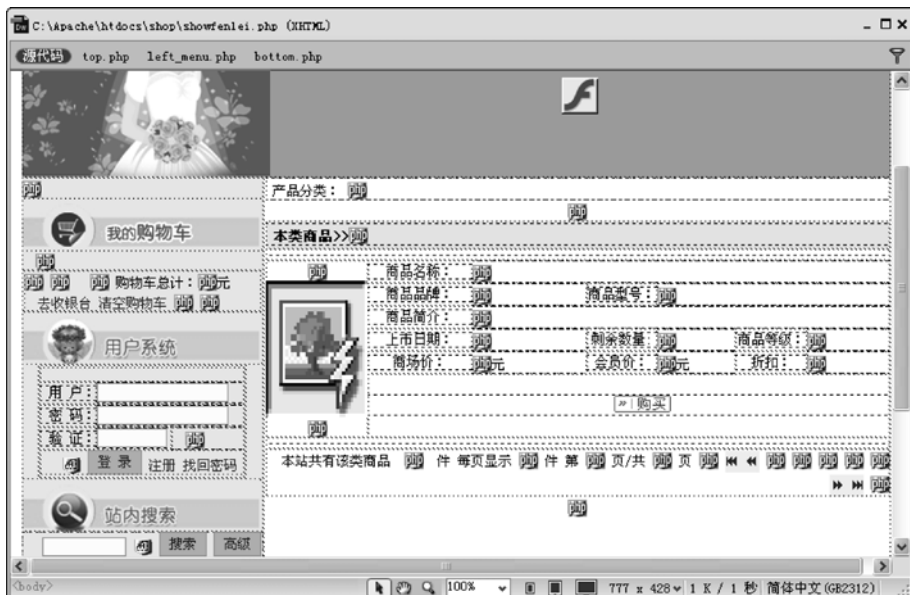 C:\Apache\htdocs\shop\showfenlei.php (XHTML)
源代码 top.php left_menu.php bottom.php
产品分类：
我的购物车
本类商品>>
购物车总计： 元
去收银台 清空购物车
商品名称：
商品品牌： 商品型号：
商品简介：
上市日期： 剩余数量： 商品等级：
商场价： 元 会员价： 元 折扣：
购买
用户系统
用 户：
密 码：
验 证：
登 录 注册 找回密码
本站共有该类商品 件 每页显示 件 第 页/共 页
站内搜索
搜索 高级
<body> 100% 777 x 428 1 K / 1 秒 简体中文(GB2312)